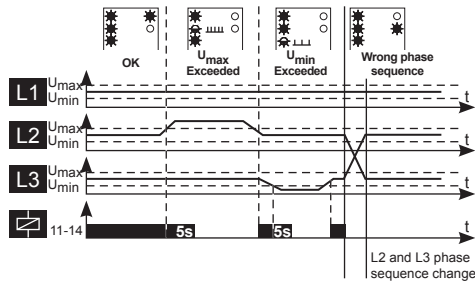 OK
Umax
Exceeded
Umin
Exceeded
Wrong phase
sequence
L1
Umax
Umin
t
L2
Umax
Umin
t
L3
Umax
Umin
t
11-14
5s
5s
t
L2 and L3 phase
sequence change